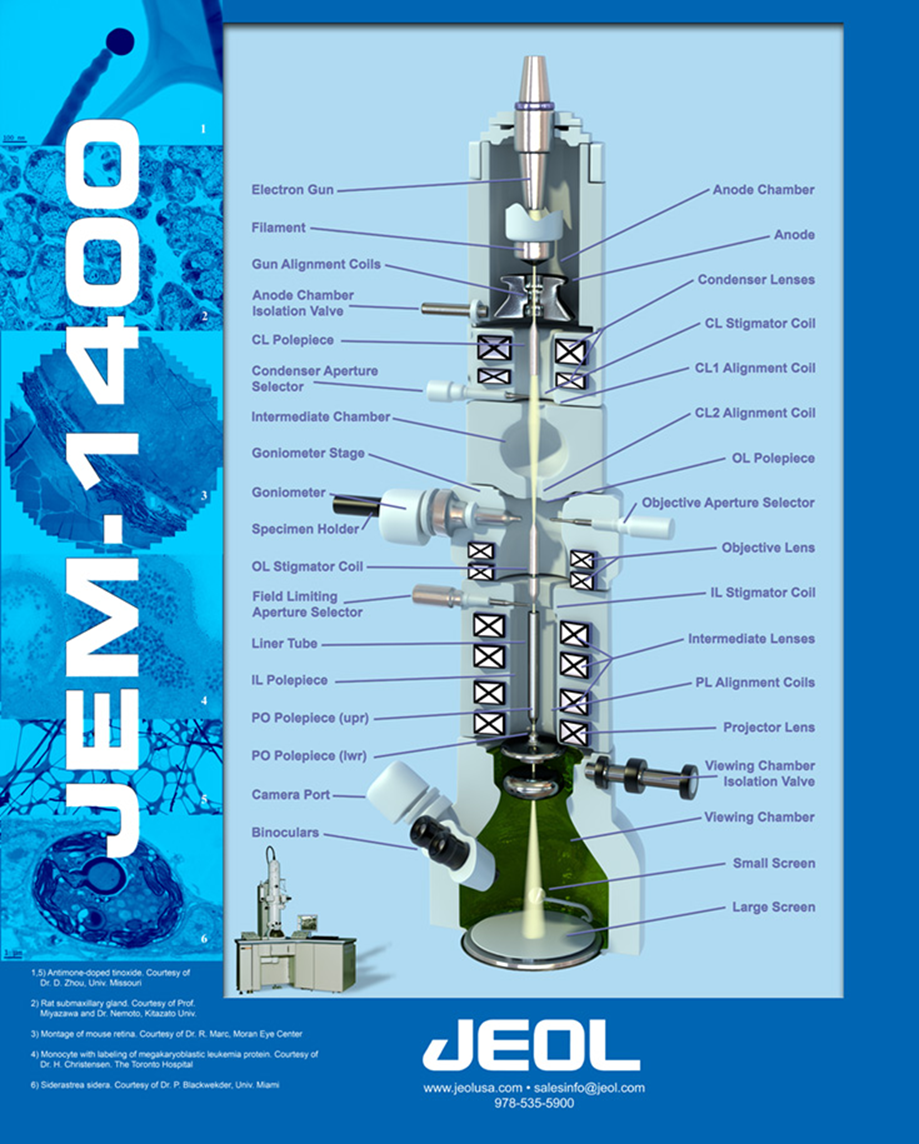 JEM-1400
1
100 nm
2
3
4
5
6
Electron Gun
Filament
Gun Alignment Coils
Anode Chamber
Isolation Valve
CL Polepiece
Condenser Aperture
Selector
Intermediate Chamber
Goniometer Stage
Goniometer
Specimen Holder
OL Stigmator Coil
Field Limiting
Aperture Selector
Liner Tube
IL Polepiece
PO Polepiece (upr)
PO Polepiece (lwr)
Camera Port
Binoculars
Anode Chamber
Anode
Condenser Lenses
CL Stigmator Coil
CL1 Alignment Coil
CL2 Alignment Coil
OL Polepiece
Objective Aperture Selector
Objective Lens
IL Stigmator Coil
Intermediate Lenses
PL Alignment Coils
Projector Lens
Viewing Chamber
Isolation Valve
Viewing Chamber
Small Screen
Large Screen
1,5) Antimone-doped tinoxide. Courtesy of
Dr. D. Zhou, Univ. Missouri
2) Rat submaxillary gland. Courtesy of Prof.
Miyazawa and Dr. Nemoto, Kitazato Univ.
3) Montage of mouse retina. Courtesy of Dr. R. Marc, Moran Eye Center
4) Monocyte with labeling of megakaryoblastic leukemia protein. Courtesy of
Dr. H. Christensen. The Toronto Hospital
6) Siderastrea sidera. Courtesy of Dr. P. Blackwekder, Univ. Miami
JEOL
www.jeolusa.com • salesinfo@jeol.com
978-535-5900